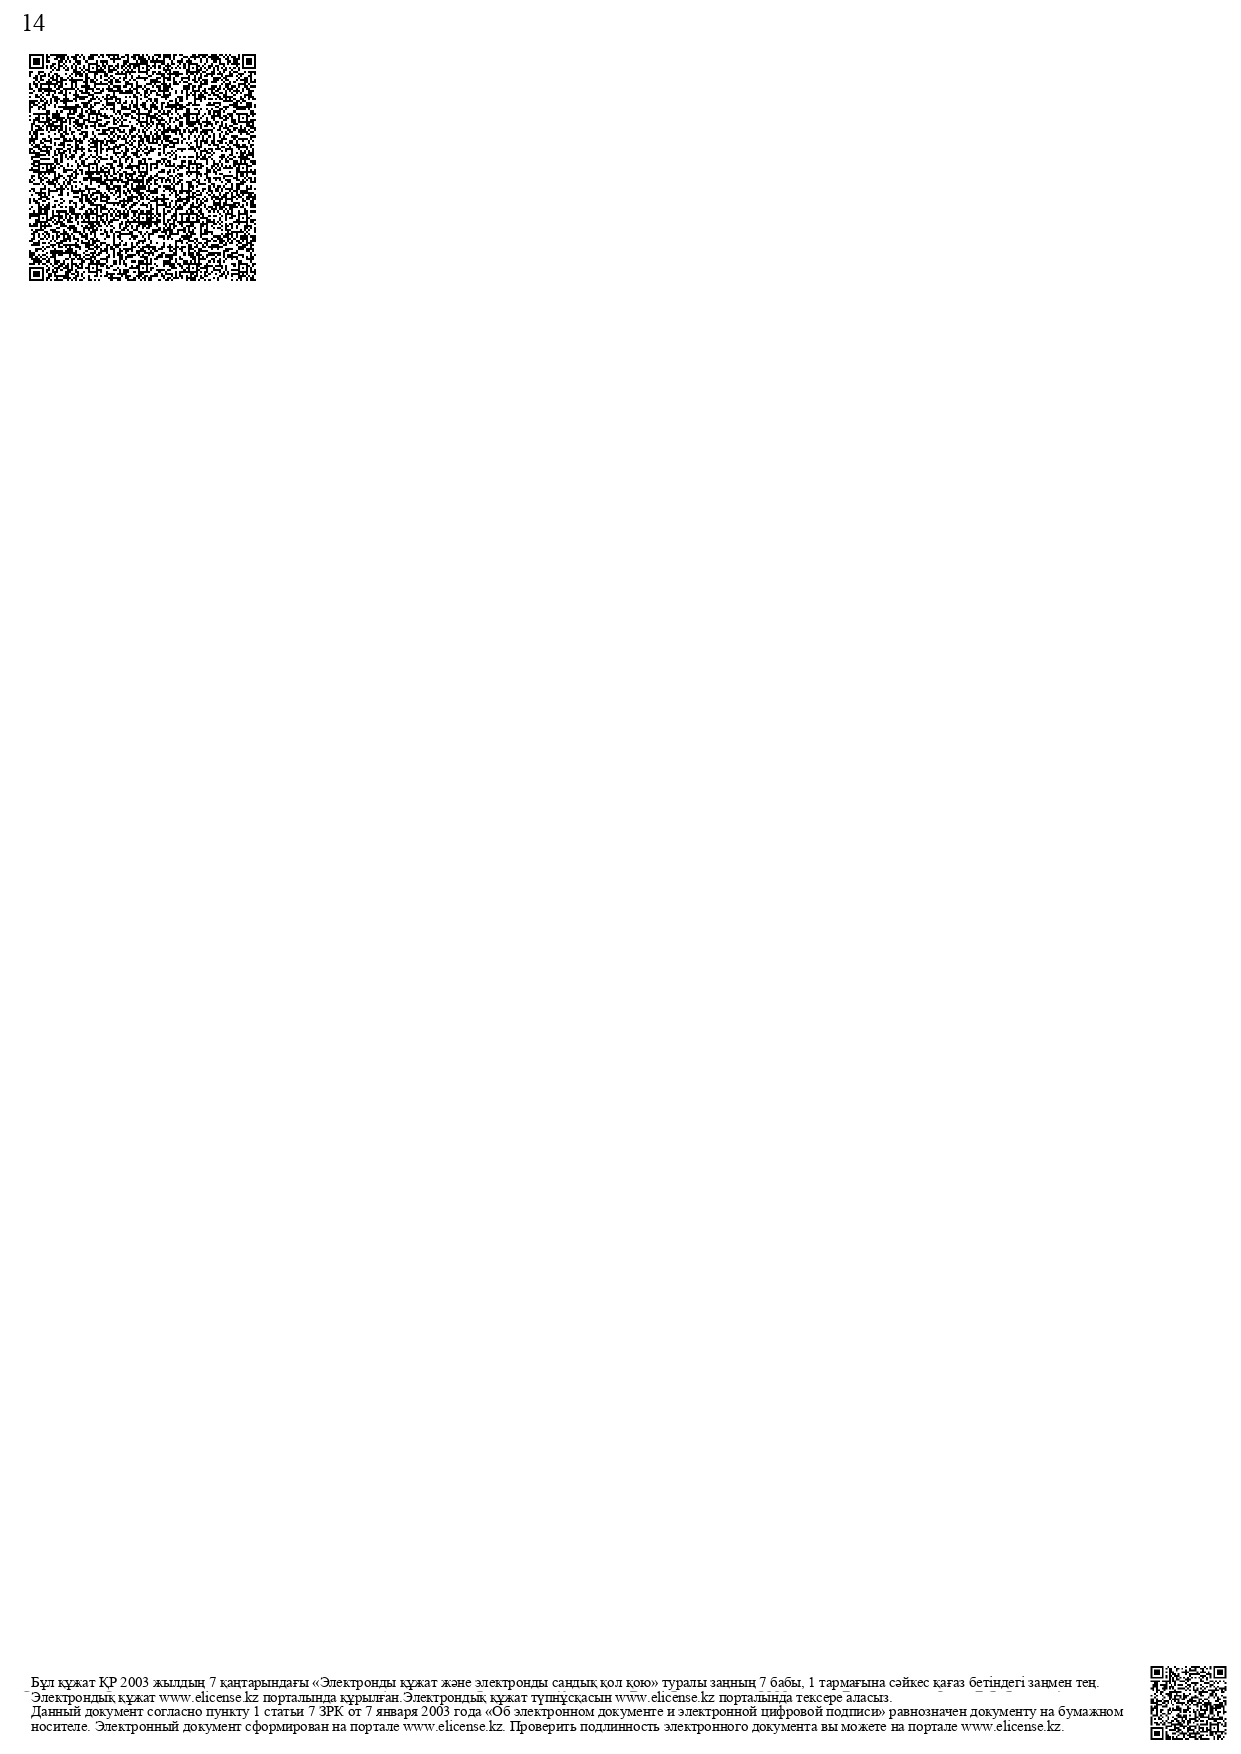 14
Бұл құжат ҚР 2003 жылдың 7 қаңтарындағы «Электронды құжат және электронды сандық қол қою» туралы заңның 7 бабы, 1 тармағына сәйкес қағаз бетіндегі заңмен тең.
Электрондық құжат www.elicense.kz порталында құрылған.Электрондық құжат түпнұсқасын www.elicense.kz порталында тексере аласыз.
Данный документ согласно пункту 1 статьи 7 ЗРК от 7 января 2003 года «Об электронном документе и электронной цифровой подписи» равнозначен документу на бумажном
носителе. Электронный документ сформирован на портале www.elicense.kz. Проверить подлинность электронного документа вы можете на портале www.elicense.kz.